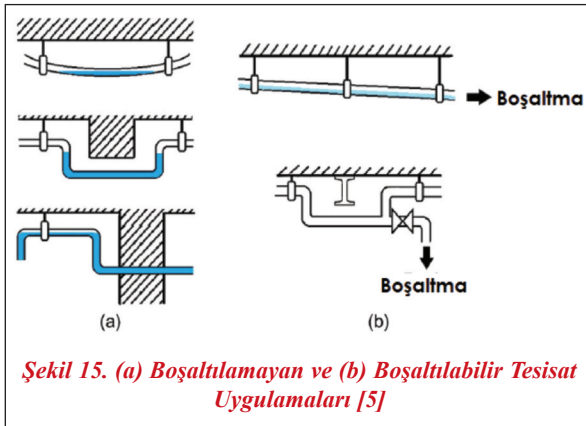 Boşaltma
Boşaltma
(a)
(b)
Şekil 15. (a) Boşaltılamayan ve (b) Boşaltılabilir Tesisat
Uygulamaları [5]